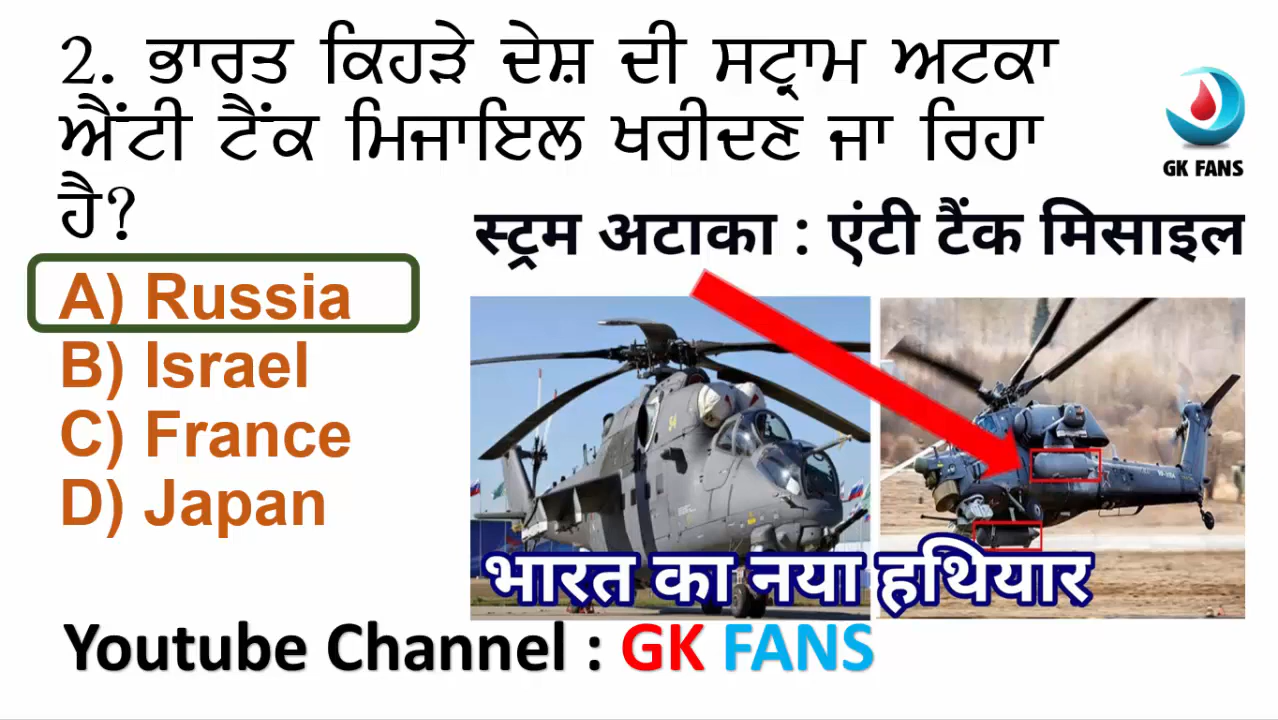 2. ਭਾਰਤ ਕਿਹੜੇ ਦੇਸ਼ ਦੀ ਸਟ੍ਰਾਮ ਅਟਕਾ
ਐਂਟੀ ਟੈਂਕ ਮਿਜਾਇਲ ਖਰੀਦਣ ਜਾ ਰਿਹਾ
ਹੈ?
GK FANS
स्ट्रम अटाका : एंटी टैंक मिसाइल
A) Russia
B) Israel
C) France
D) Japan
भारत का नया हथियार
Youtube Channel : GK FANS